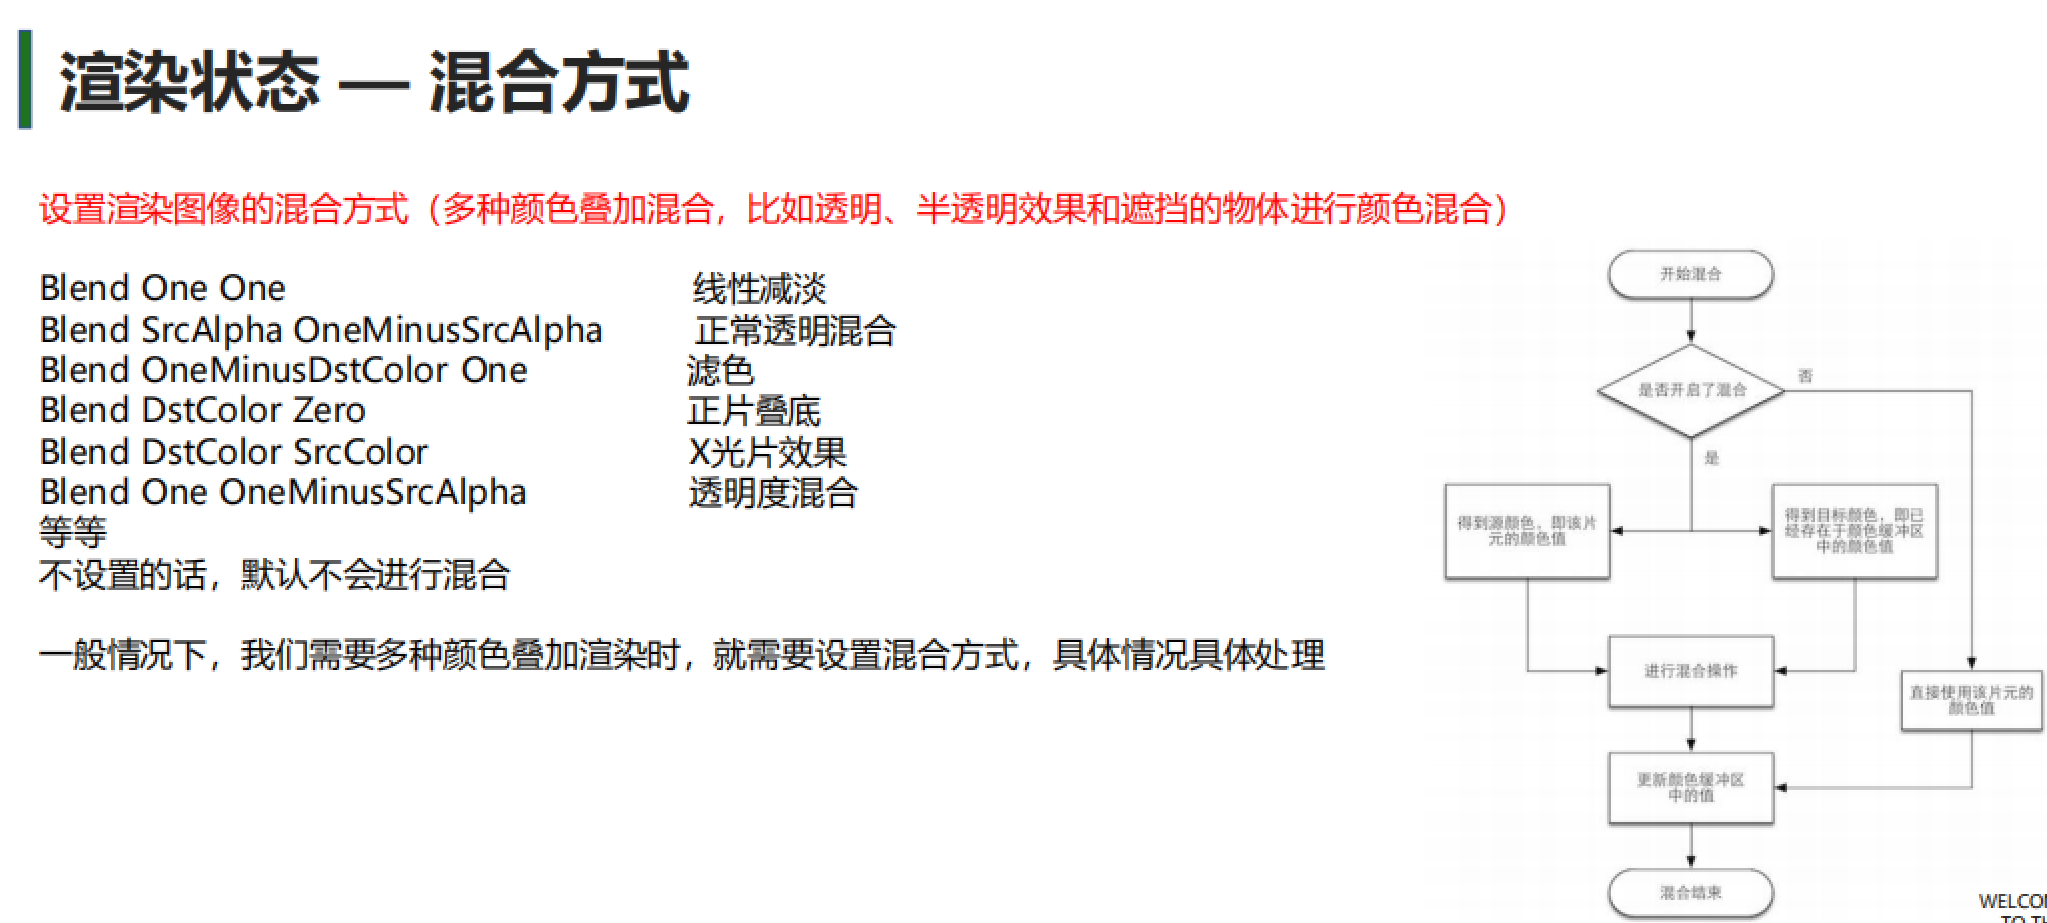 渲染状态 — 混合方式
设置渲染图像的混合方式（多种颜色叠加混合，比如透明、半透明效果和遮挡的物体进行颜色混合）
Blend One One 线性减淡
Blend SrcAlpha OneMinusSrcAlpha 正常透明混合
Blend OneMinusDstColor One 滤色
Blend DstColor Zero 正片叠底
Blend DstColor SrcColor X光片效果
Blend One OneMinusSrcAlpha 透明度混合
等等
不设置的话，默认不会进行混合
一般情况下，我们需要多种颜色叠加渲染时，就需要设置混合方式，具体情况具体处理
开始混合
是否开启了混合
否
是
得到源颜色，即该片
元的颜色值
得到目标颜色，即已
经存在于颜色缓冲区
中的颜色值
进行混合操作
直接使用该片元的
颜色值
更新颜色缓冲区
中的值
混合结束
WELCO